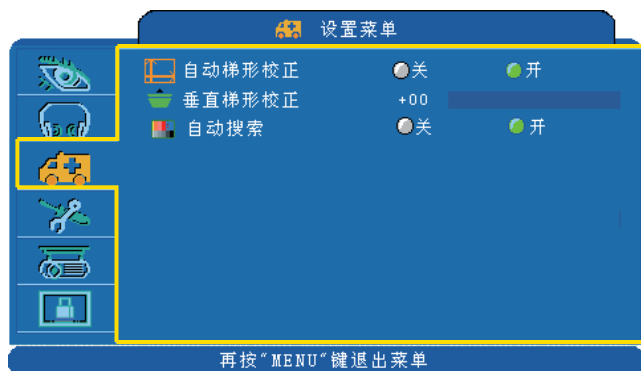 设置菜单
自动梯形校正 关 开
垂直梯形校正 +00
自动搜索 关 开
再按“MENU“键退出菜单